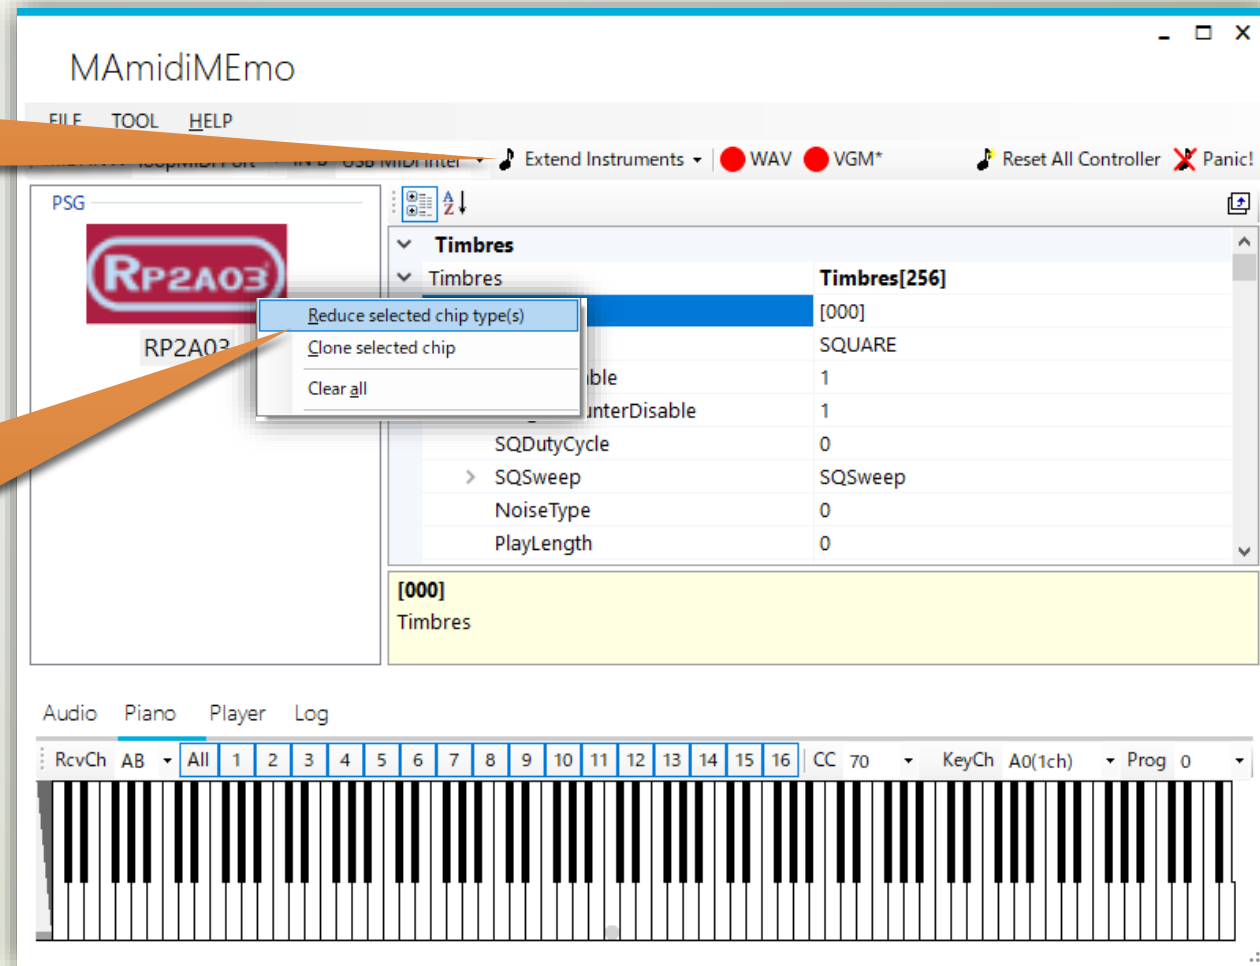 MAmidiMEmo
FILE TOOL HELP
Extend Instruments WAV VGM* Reset All Controller Panic!
PSG
RP2A03
RP2A03
Reduce selected chip type(s)
Clone selected chip
Clear all
Timbres
Timbres Timbres[256]
[000]
SQUARE
1
nterDisable 1
SQDutyCycle 0
SQSweep SQSweep
NoiseType 0
PlayLength 0
[000]
Timbres
Audio Piano Player Log
RcvCh AB All 1 2 3 4 5 6 7 8 9 10 11 12 13 14 15 16 CC 70 KeyCh A0(1ch) Prog 0